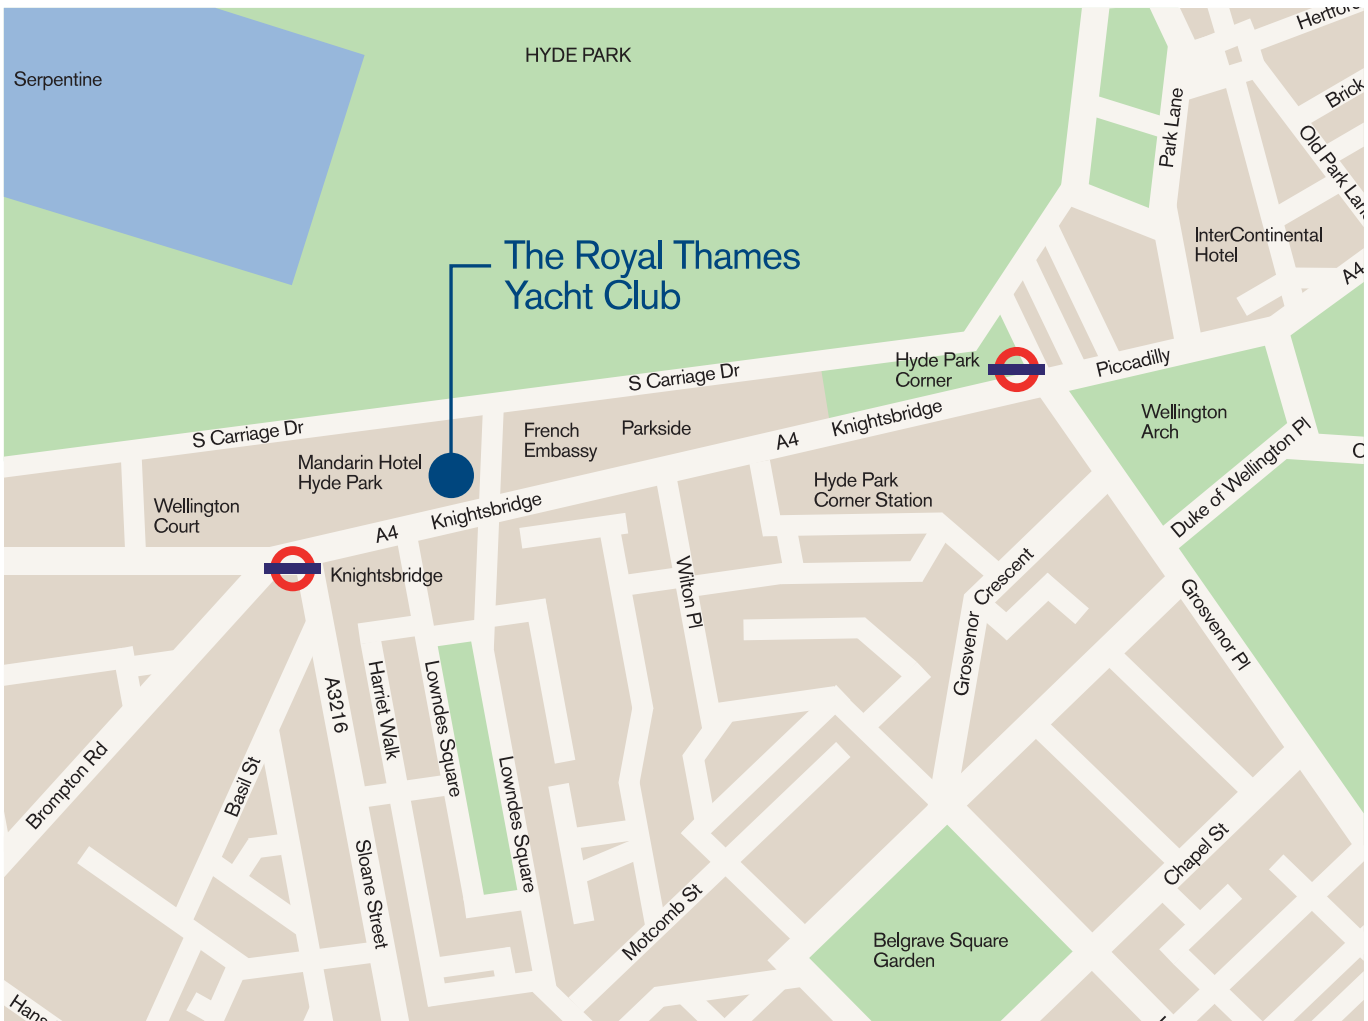 HYDE PARK
Serpentine
Park Lane
Old Park Lane
InterContinental
Hotel
A4
The Royal Thames
Yacht Club
S Carriage Dr
Hyde Park
Corner
Piccadilly
Knightsbridge
A4
Wellington
Arch
Duke of Wellington Pl
S Carriage Dr
French
Embassy
Parkside
Mandarin Hotel
Hyde Park
Wellington
Court
A4
Knightsbridge
Hyde Park
Corner Station
Knightsbridge
Wilton Pl
Grosvenor
Crescent
Grosvenor Pl
A3216
Harriet Walk
Lowndes Square
Lowndes Square
Brompton Rd
Basil St
Sloane Street
Motcomb St
Chapel St
Belgrave Square
Garden